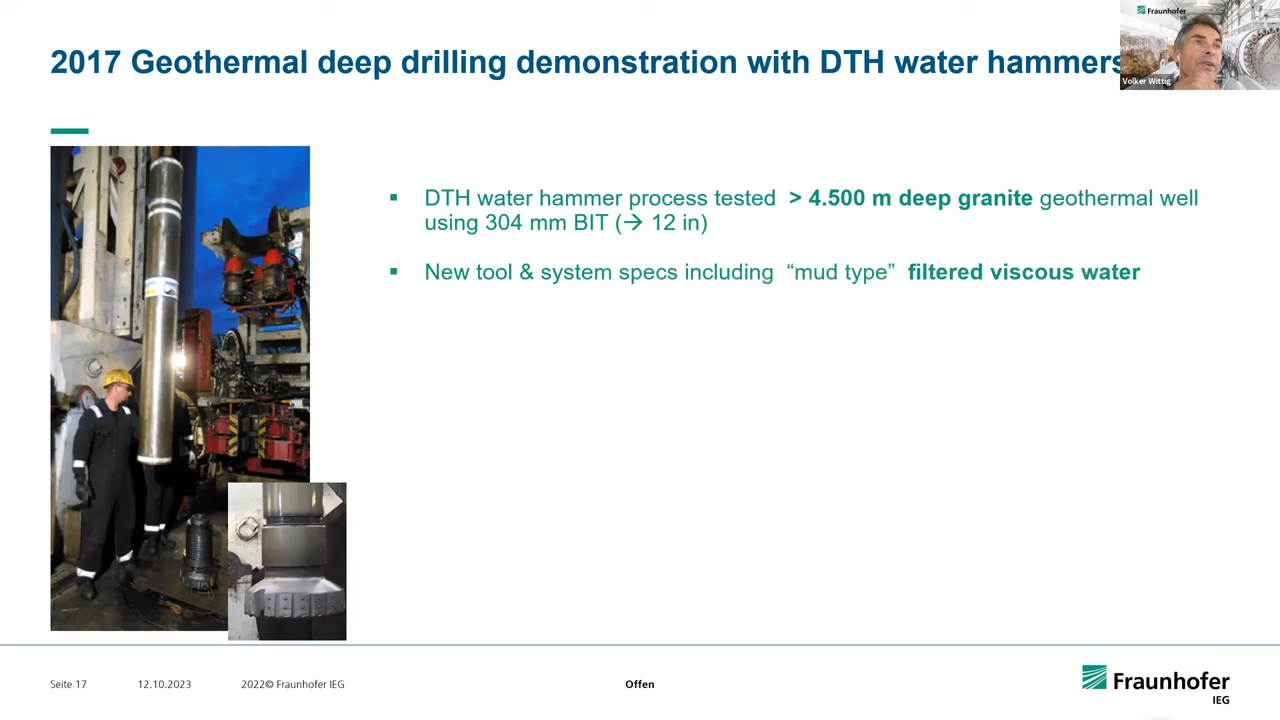 Fraunhofer
Volker Wittig
2017 Geothermal deep drilling demonstration with DTH water hammers
▪ DTH water hammer process tested > 4.500 m deep granite geothermal well
using 304 mm BIT (→ 12 in)
▪ New tool & system specs including “mud type” filtered viscous water
Seite 17 12.10.2023 2022© Fraunhofer IEG Offen
Fraunhofer
IEG